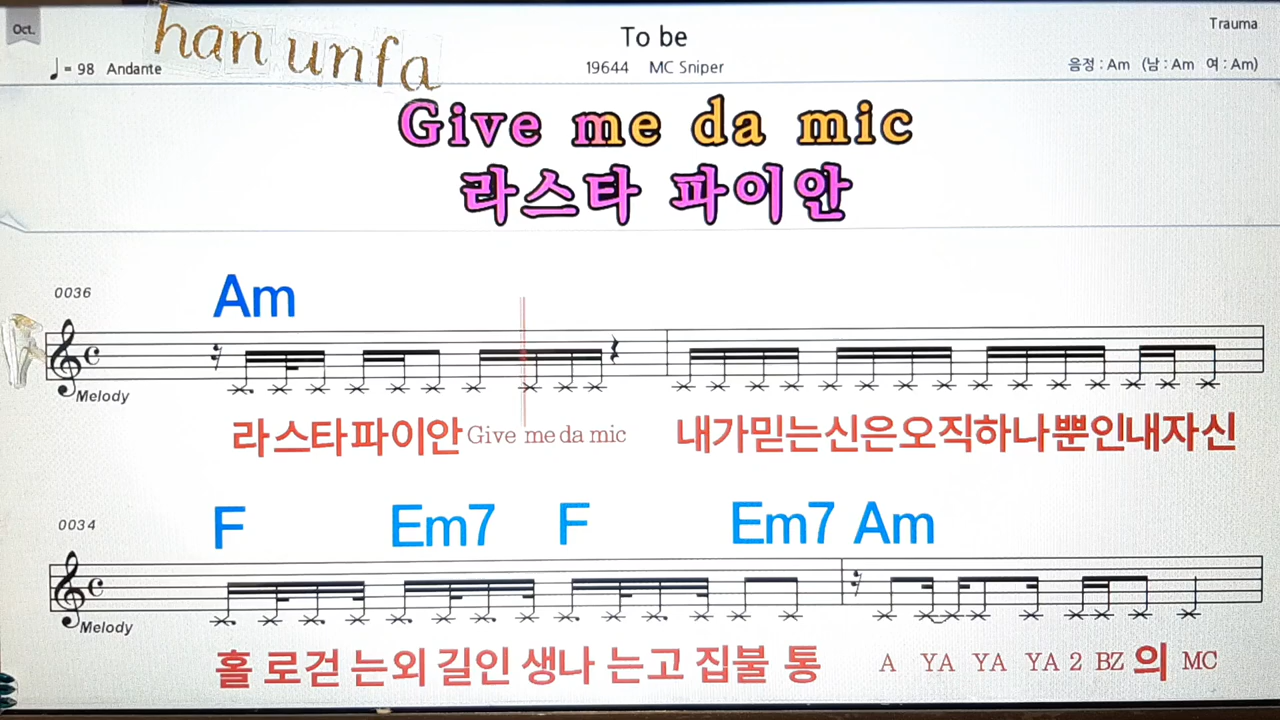 Oct.
han unfa
To be
Trauma
♩= 98 Andante
19644 MC Sniper
음정 : Am (남 : Am 여 : Am)
Give me da mic
라스타 파이안
0036
Am
Melody
라스타파이안Give me da mic 내가믿는신은오직하나뿐인내자신
0034
F Em7 F Em7 Am
Melody
홀 로걷 는외 길인 생나 는고 집불 통 A YA YA YA 2 BZ 의 MC